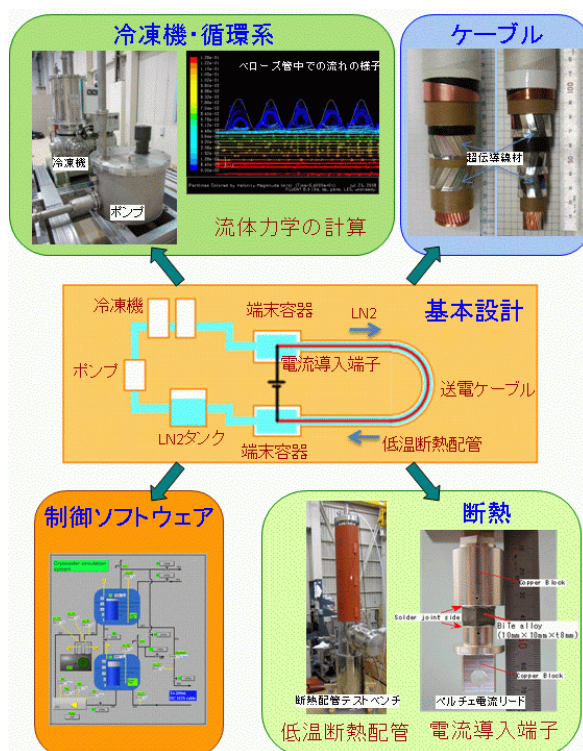 冷凍機・循環系
ベローズ管中での流れの様子
冷凍機
ポンプ
流体力学の計算
ケーブル
超伝導線材
基本設計
冷凍機
端末容器
LN2
電流導入端子
ポンプ
送電ケーブル
LN2タンク
端末容器
低温断熱配管
制御ソフトウェア
Cryocooler circulation
system
断熱
Copper Block
Solder joint side
BiTe alloy
(10mm×10mm×t8mm)
Copper Block
断熱配管テストベンチ
ペルチェ電流リード
低温断熱配管
電流導入端子